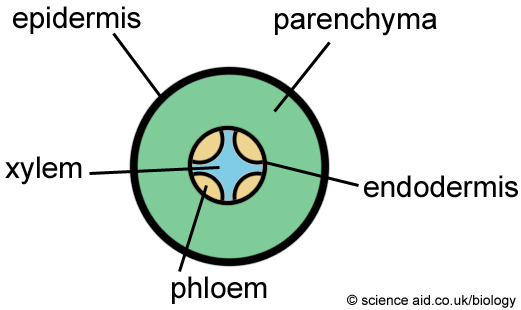 epidermis
parenchyma
xylem
endodermis
phloem
© science aid.co.uk/biology